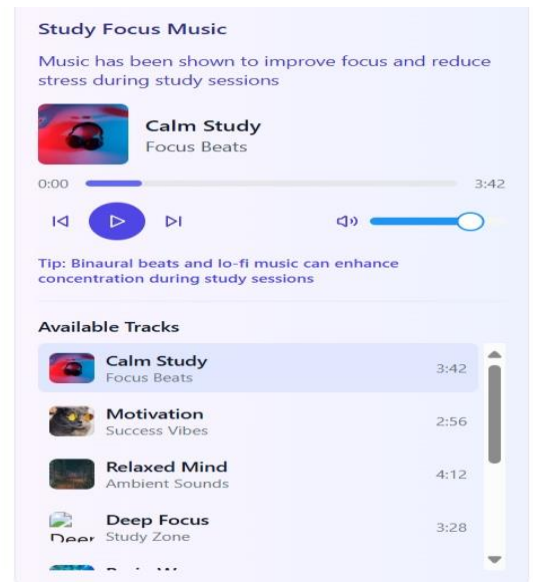 Study Focus Music
Music has been shown to improve focus and reduce
stress during study sessions
Calm Study
Focus Beats
0:00
3:42
Tip: Binaural beats and lo-fi music can enhance
concentration during study sessions
Available Tracks
Calm Study
Focus Beats
3:42
Motivation
Success Vibes
2:56
Relaxed Mind
Ambient Sounds
4:12
Deep Focus
Study Zone
3:28